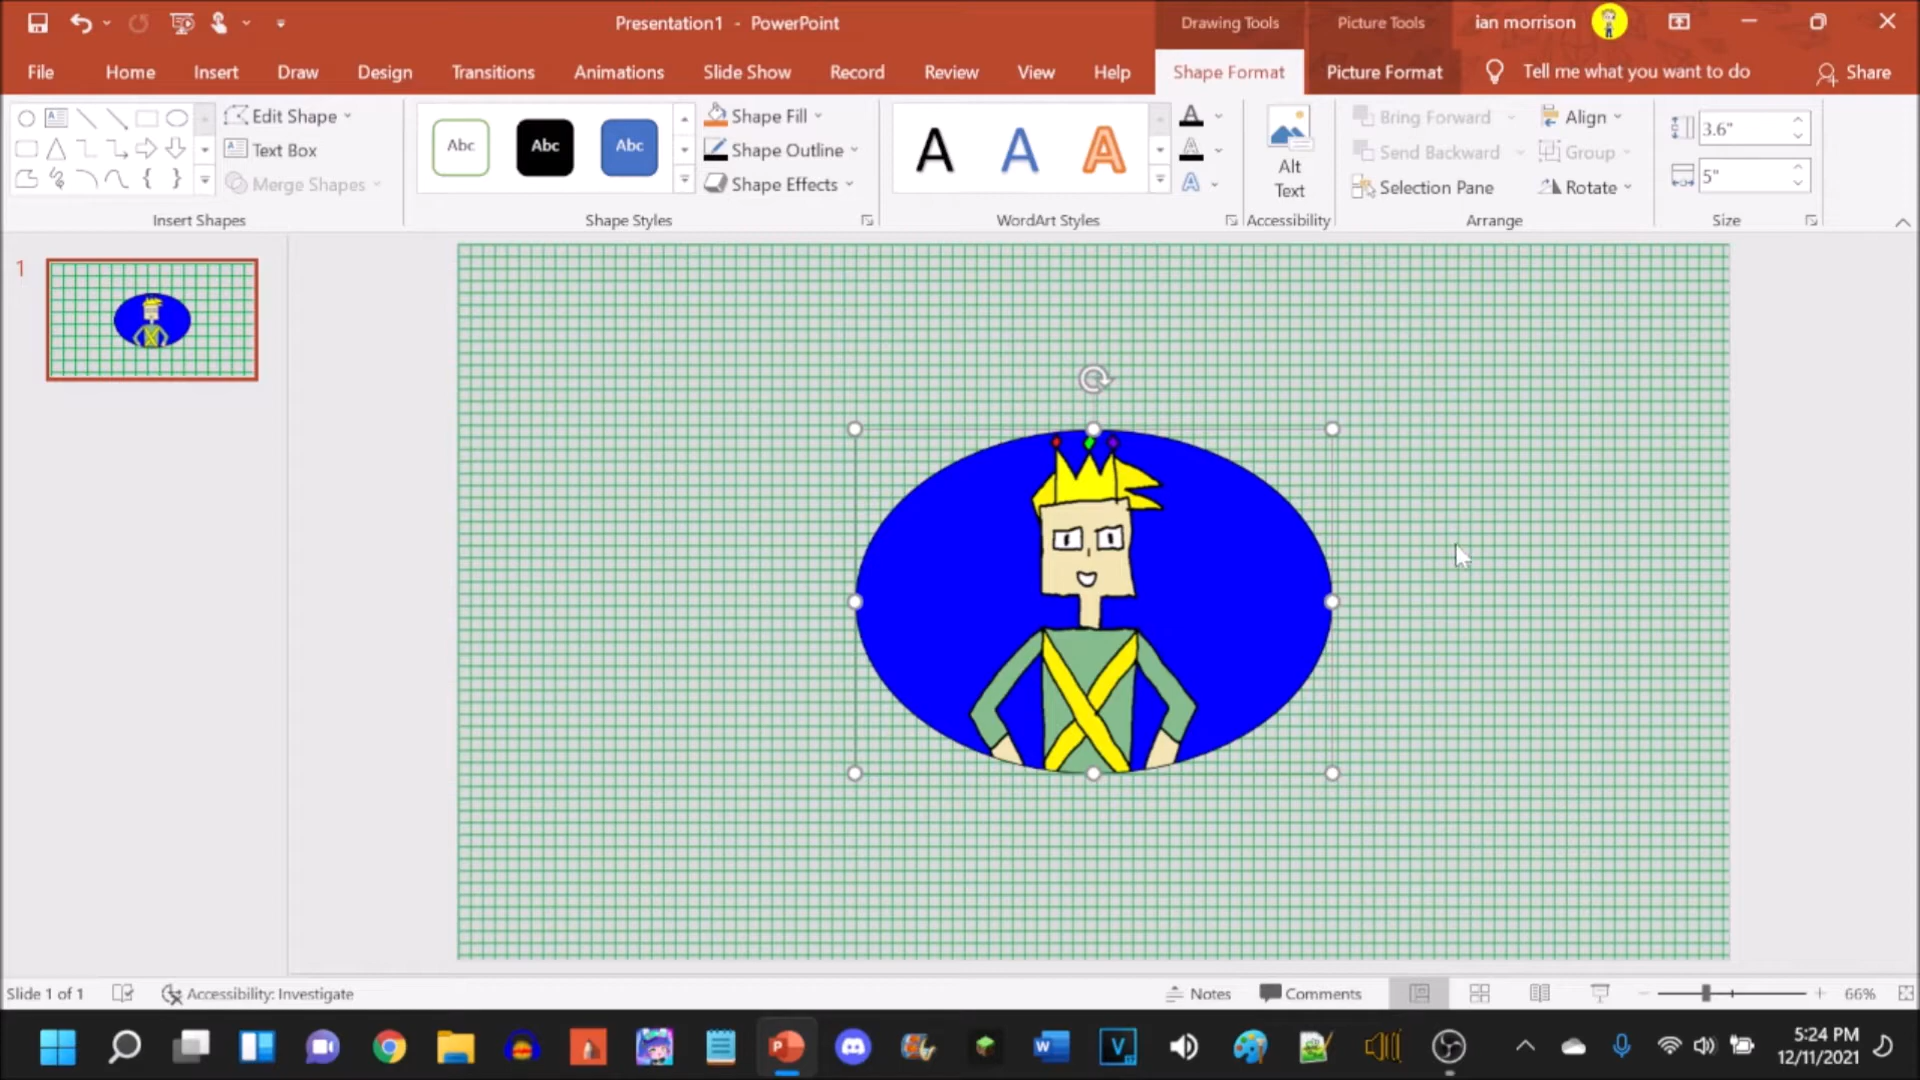 Presentation1 - PowerPoint
Drawing Tools
Picture Tools
ian morrison
File
Home
Insert
Draw
Design
Transitions
Animations
Slide Show
Record
Review
View
Help
Shape Format
Picture Format
Tell me what you want to do
Share
Edit Shape
Text Box
Merge Shapes
Insert Shapes
Abc
Abc
Abc
Shape Fill
Shape Outline
Shape Effects
Shape Styles
A
A
A
A
A
A
WordArt Styles
Alt
Text
Accessibility
Bring Forward
Send Backward
Selection Pane
Align
Group
Rotate
Arrange
3.6"
5"
Size
1
Slide 1 of 1
Accessibility: Investigate
Notes
Comments
66%
P
W
V
5:24 PM
12/11/2021